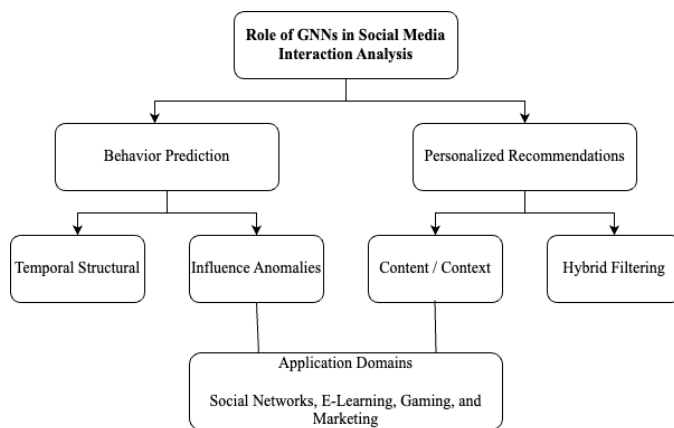 Role of GNNs in Social Media
Interaction Analysis
Behavior Prediction
Personalized Recommendations
Temporal Structural
Influence Anomalies
Content / Context
Hybrid Filtering
Application Domains
Social Networks, E-Learning, Gaming, and
Marketing